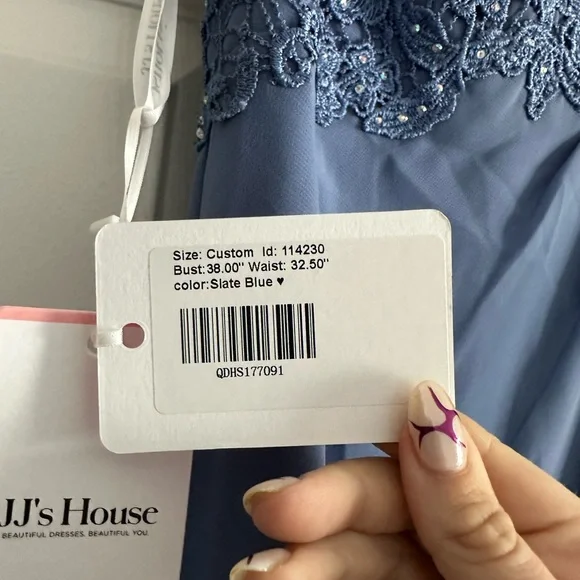 Size: Custom Id: 114230
Bust:38.00" Waist: 32.50"
color:Slate Blue ♥
QDHS177091
JJ's House
BEAUTIFUL DRESSES. BEAUTIFUL YOU.